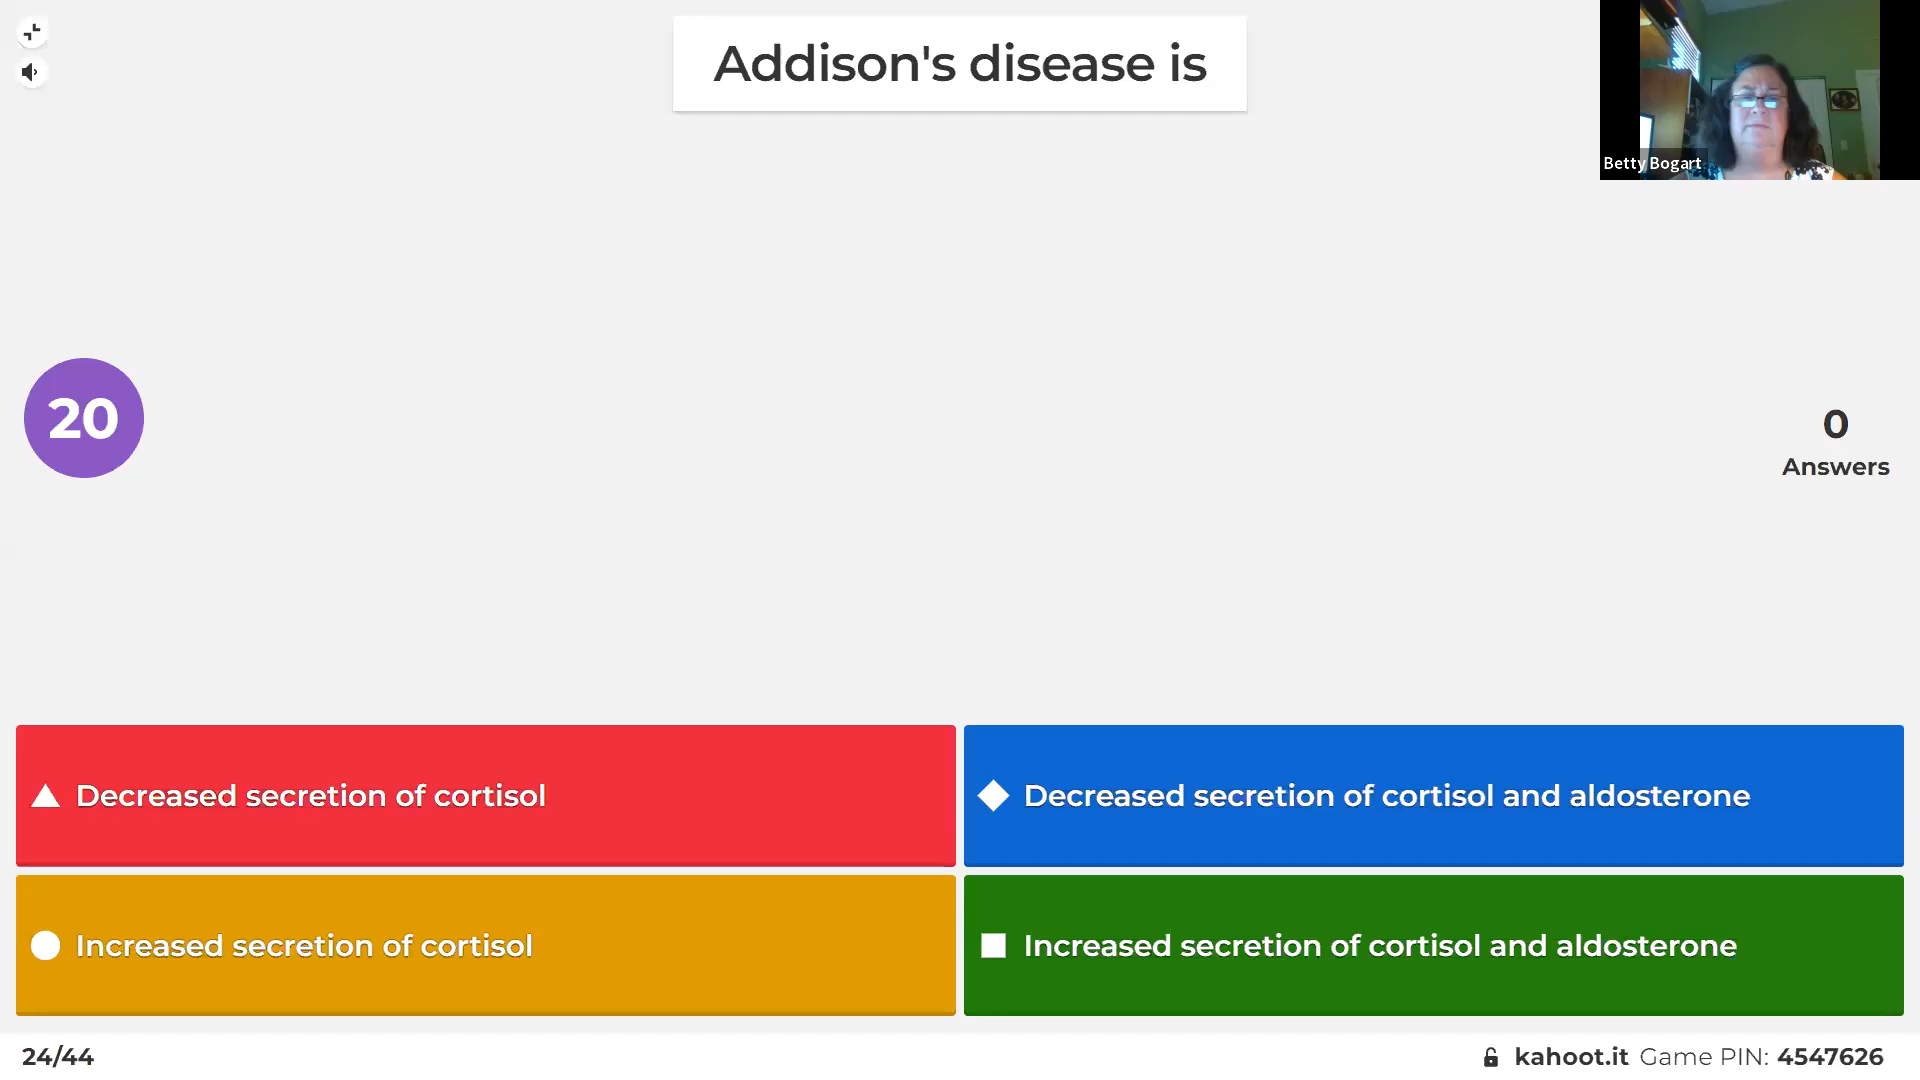 Addison's disease is
Betty Bogart
20
0
Answers
Decreased secretion of cortisol
Decreased secretion of cortisol and aldosterone
Increased secretion of cortisol
Increased secretion of cortisol and aldosterone
24/44
kahoot.it Game PIN: 4547626